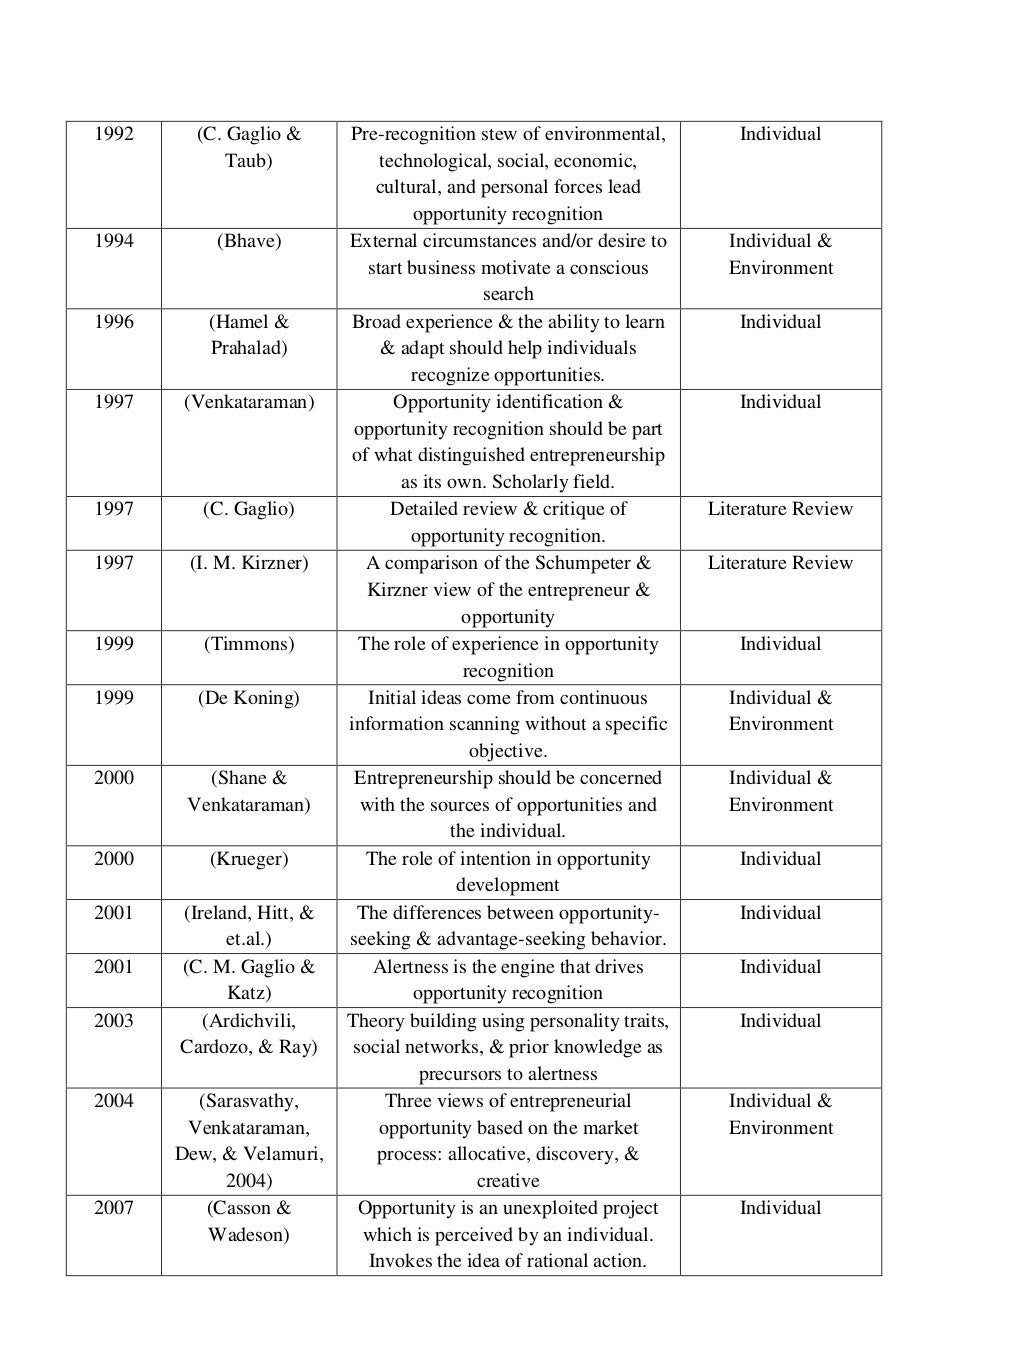 1992
(C. Gaglio &
Taub)
Pre-recognition stew of environmental,
technological, social, economic,
cultural, and personal forces lead
opportunity recognition
Individual
1994
(Bhave)
External circumstances and/or desire to
start business motivate a conscious
search
Individual &
Environment
1996
(Hamel &
Prahalad)
Broad experience & the ability to learn
& adapt should help individuals
recognize opportunities.
Individual
1997
(Venkataraman)
Opportunity identification &
opportunity recognition should be part
of what distinguished entrepreneurship
as its own. Scholarly field.
Individual
1997
(C. Gaglio)
Detailed review & critique of
opportunity recognition.
Literature Review
1997
(I. M. Kirzner)
A comparison of the Schumpeter &
Kirzner view of the entrepreneur &
opportunity
Literature Review
1999
(Timmons)
The role of experience in opportunity
recognition
Individual
1999
(De Koning)
Initial ideas come from continuous
information scanning without a specific
objective.
Individual &
Environment
2000
(Shane &
Venkataraman)
Entrepreneurship should be concerned
with the sources of opportunities and
the individual.
Individual &
Environment
2000
(Krueger)
The role of intention in opportunity
development
Individual
2001
(Ireland, Hitt, &
et.al.)
The differences between opportunity-
seeking & advantage-seeking behavior.
Individual
2001
(C. M. Gaglio &
Katz)
Alertness is the engine that drives
opportunity recognition
Individual
2003
(Ardichvili,
Cardozo, & Ray)
Theory building using personality traits,
social networks, & prior knowledge as
precursors to alertness
Individual
2004
(Sarasvathy,
Venkataraman,
Dew, & Velamuri,
2004)
Three views of entrepreneurial
opportunity based on the market
process: allocative, discovery, &
creative
Individual &
Environment
2007
(Casson &
Wadeson)
Opportunity is an unexploited project
which is perceived by an individual.
Invokes the idea of rational action.
Individual